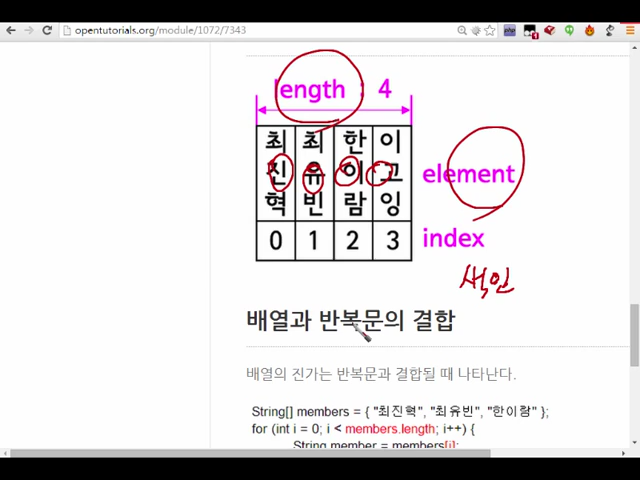 opentutorials.org/module/1072/7343
length : 4
최진혁
최유빈
한이람
이고잉
element
0 1 2 3
index
색인
배열과 반복문의 결합
배열의 진가는 반복문과 결합될 때 나타난다.
String[] members = { "최진혁", "최유빈", "한이람" };
for (int i = 0; i < members.length; i++) {
String member = members[i];